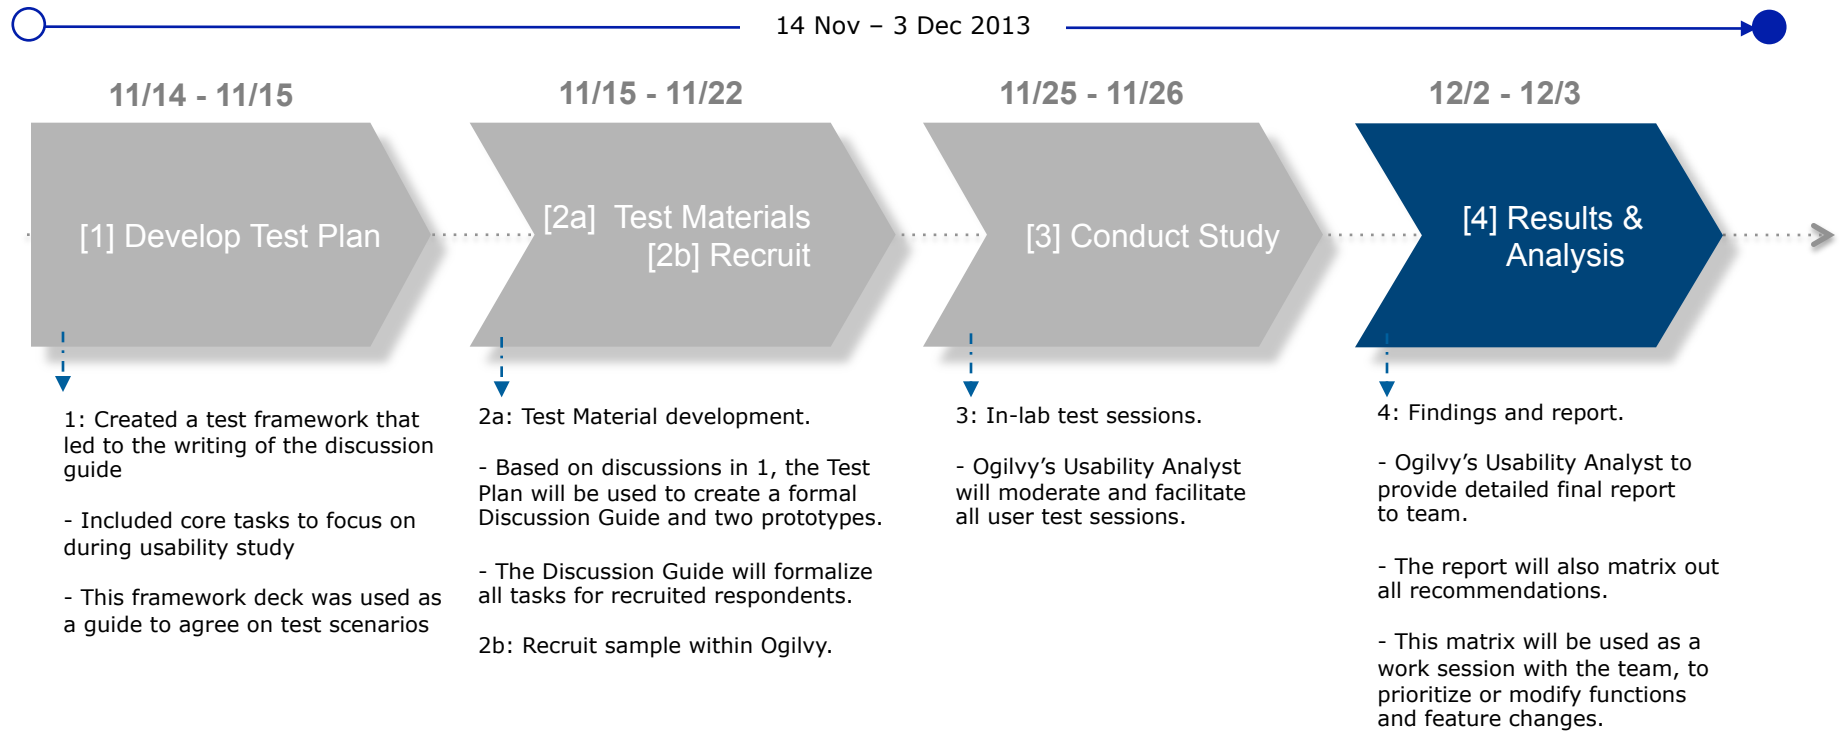 14 Nov – 3 Dec 2013
11/14 - 11/15
11/15 - 11/22
11/25 - 11/26
12/2 - 12/3
[1] Develop Test Plan
[2a]  Test Materials
[2b] Recruit
[3] Conduct Study
[4] Results &
Analysis
1: Created a test framework that
led to the writing of the discussion
guide
- Included core tasks to focus on
during usability study
- This framework deck was used as
a guide to agree on test scenarios
2a: Test Material development.
- Based on discussions in 1, the Test
Plan will be used to create a formal
Discussion Guide and two prototypes.
- The Discussion Guide will formalize
all tasks for recruited respondents.
2b: Recruit sample within Ogilvy.
3: In-lab test sessions.
- Ogilvy’s Usability Analyst
will moderate and facilitate
all user test sessions.
4: Findings and report.
- Ogilvy’s Usability Analyst to
provide detailed final report
to team.
- The report will also matrix out
all recommendations.
- This matrix will be used as a
work session with the team, to
prioritize or modify functions
and feature changes.